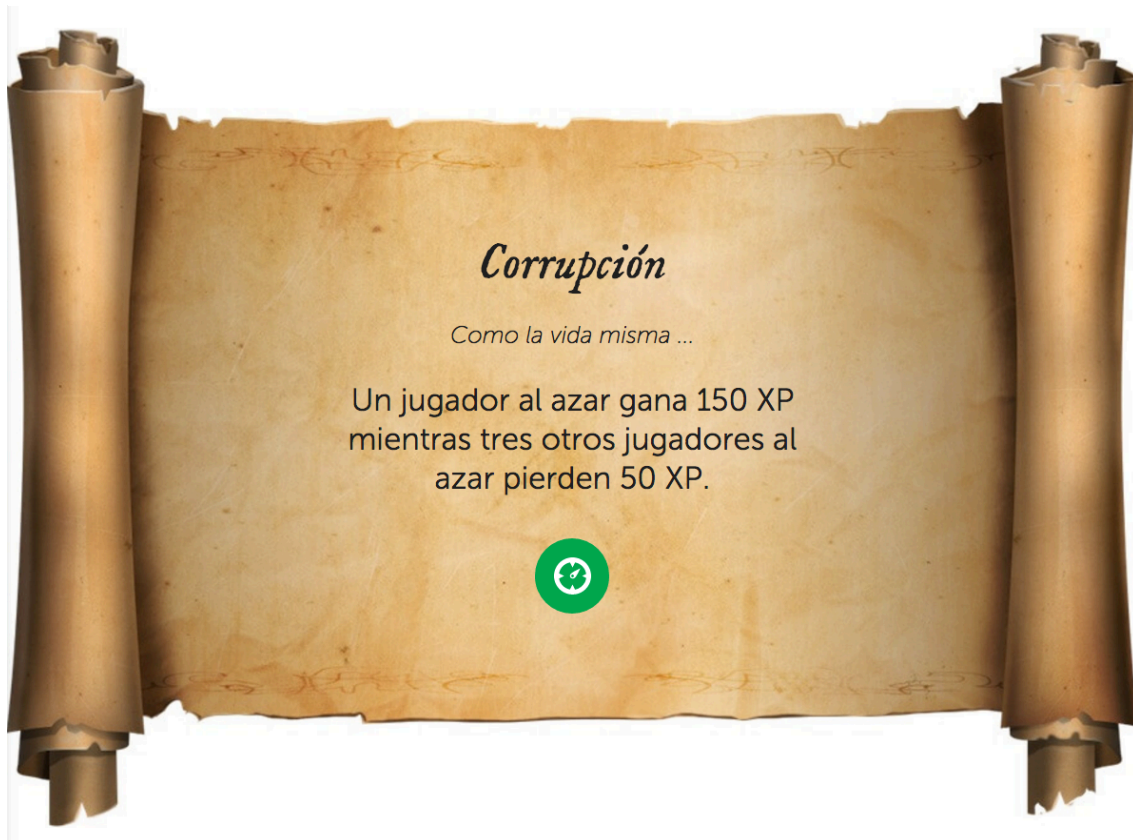 Corrupción
Como la vida misma ...
Un jugador al azar gana 150 XP
mientras tres otros jugadores al
azar pierden 50 XP.